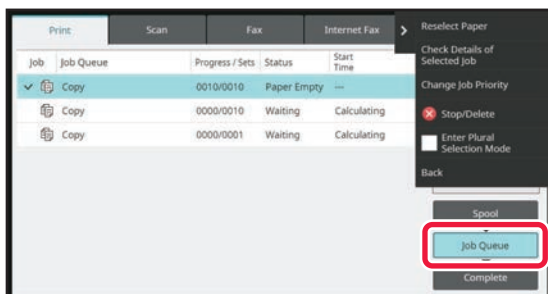 Print Scan Fax Internet Fax
Job Job Queue Progress / Sets Status Start
Time
Copy 0010/0010 Paper Empty ---
Copy 0000/0010 Waiting Calculating
Copy 0000/0001 Waiting Calculating
Reselect Paper
Check Details of
Selected Job
Change Job Priority
Stop/Delete
Enter Plural
Selection Mode
Back
Spool
Job Queue
Complete